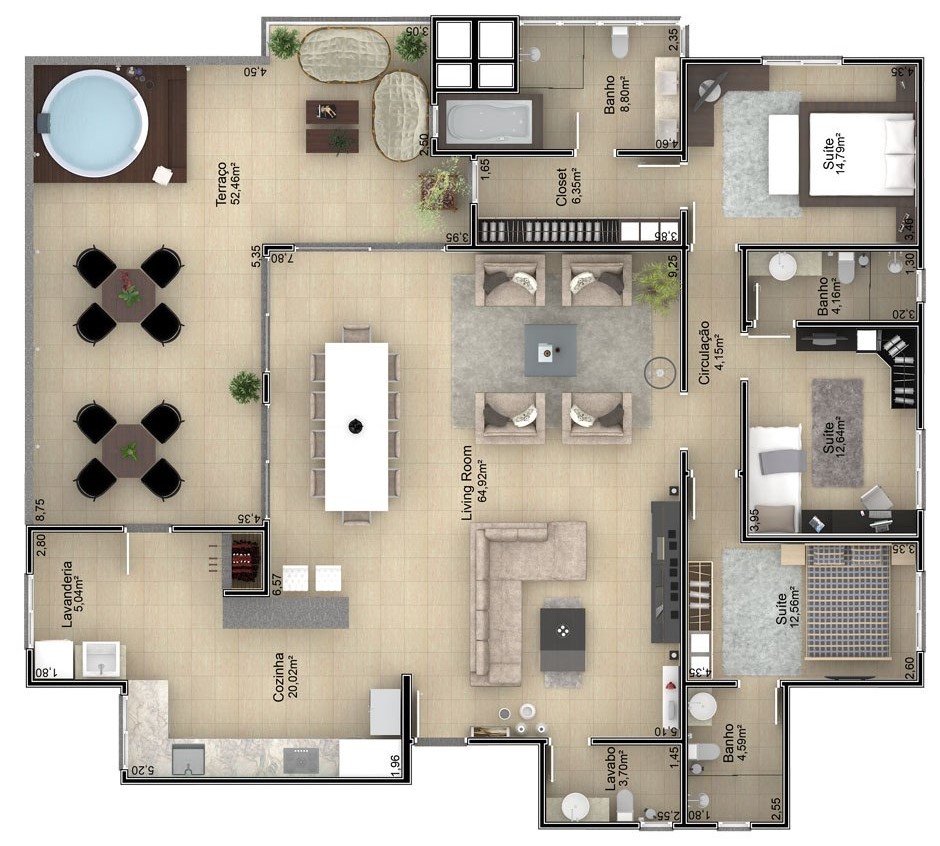 3,05
2,35
4,50
4,35
Banho
8,80m²
Suíte
14,79m²
2,50
4,60
Terraço
52,46m²
1,65
Closet
6,35m²
3,95
3,85
3,40
5,35
7,80
9,25
1,30
Banho
4,16m²
3,20
Circulação
4,15m²
Suíte
12,64m²
Living Room
64,92m²
8,75
4,35
3,95
2,80
3,35
Lavanderia
5,04m²
6,57
Suíte
12,56m²
1,80
Cozinha
20,02m²
4,35
2,60
5,10
Banho
4,59m²
5,20
1,96
Lavabo
3,70m²
1,45
2,55
1,80
2,55